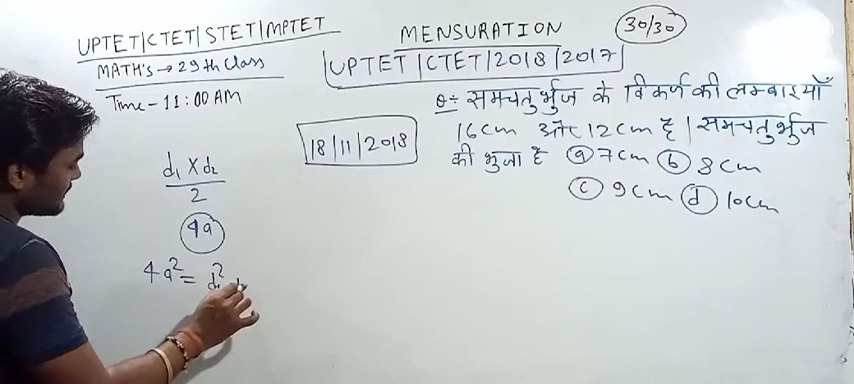 UPTET|CTET|STET|MPTET
MATH's → 29th Class
Time - 11:00 AM
MENSURATION
30/30
UPTET|CTET|2018|2017
18|11|2018
Q÷ समचतुर्भुज के विकर्ण की लम्बाइयाँ
16cm और 12cm है | समचतुर्भुज
की भुजा है (a) 7cm (b) 8cm
(c) 9cm (d) 10cm
d₁ × d₂
2
4a
4a² = d₁² +